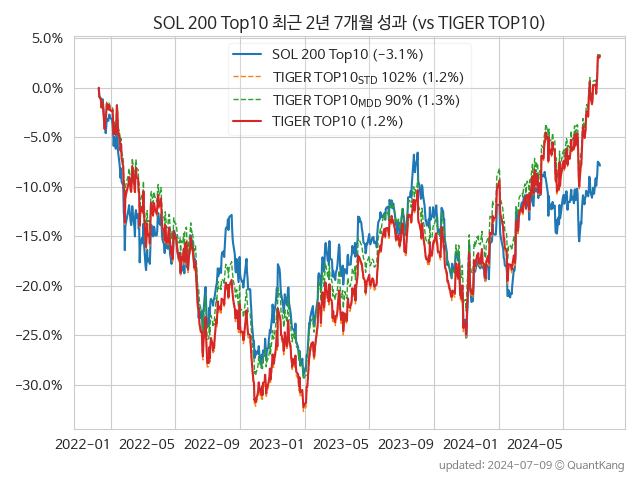 SOL 200 Top10 최근 2년 7개월 성과 (vs TIGER TOP10)
5.0%
0.0%
−5.0%
−10.0%
−15.0%
−20.0%
−25.0%
−30.0%
SOL 200 Top10 (−3.1%)
TIGER TOP10STD 102% (1.2%)
TIGER TOP10MDD 90% (1.3%)
TIGER TOP10 (1.2%)
2022−01 2022−05 2022−09 2023−01 2023−05 2023−09 2024−01 2024−05
updated: 2024-07-09 © QuantKang